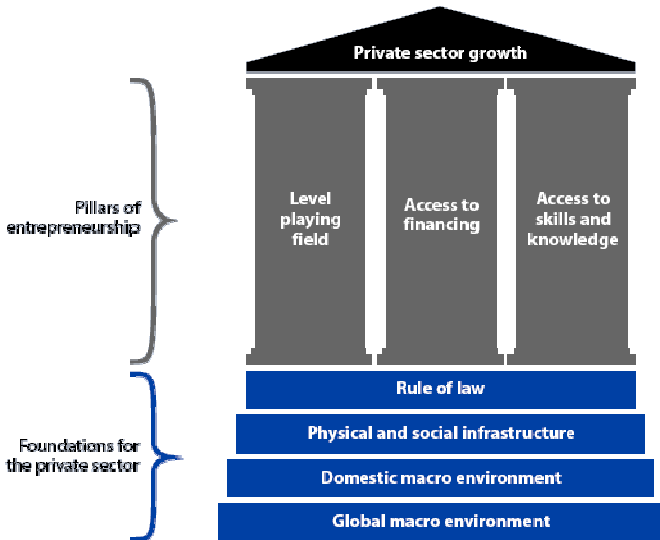 Private sector growth
Pillars of
entrepreneurship
Level
playing
field
Access to
financing
Access to
skills and
knowledge
Foundations for
the private sector
Rule of law
Physical and social infrastructure
Domestic macro environment
Global macro environment